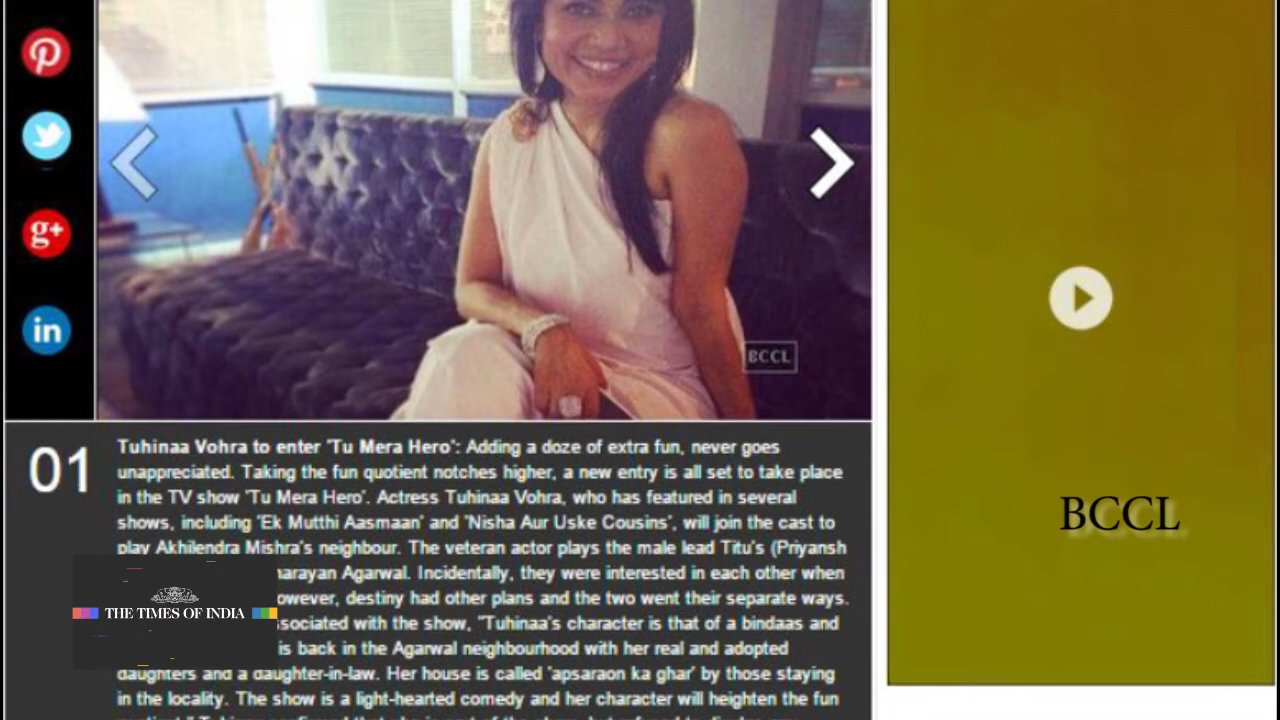 BCCL
01
Tuhinaa Vohra to enter 'Tu Mera Hero': Adding a doze of extra fun, never goes
unappreciated. Taking the fun quotient notches higher, a new entry is all set to take place
in the TV show 'Tu Mera Hero'. Actress Tuhinaa Vohra, who has featured in several
shows, including 'Ek Mutthi Aasmaan' and 'Nisha Aur Uske Cousins', will join the cast to
play Akhilendra Mishra's neighbour. The veteran actor plays the male lead Titu's (Priyansh
Agarwal. Incidentally, they were interested in each other when
destiny had other plans and the two went their separate ways.
with the show, "Tuhinaa's character is that of a bindaas and
is back in the Agarwal neighbourhood with her real and adopted
daughters and a daughter-in-law. Her house is called 'apsaraon ka ghar' by those staying
in the locality. The show is a light-hearted comedy and her character will heighten the fun
THE TIMES OF INDIA
BCCL
g+
in